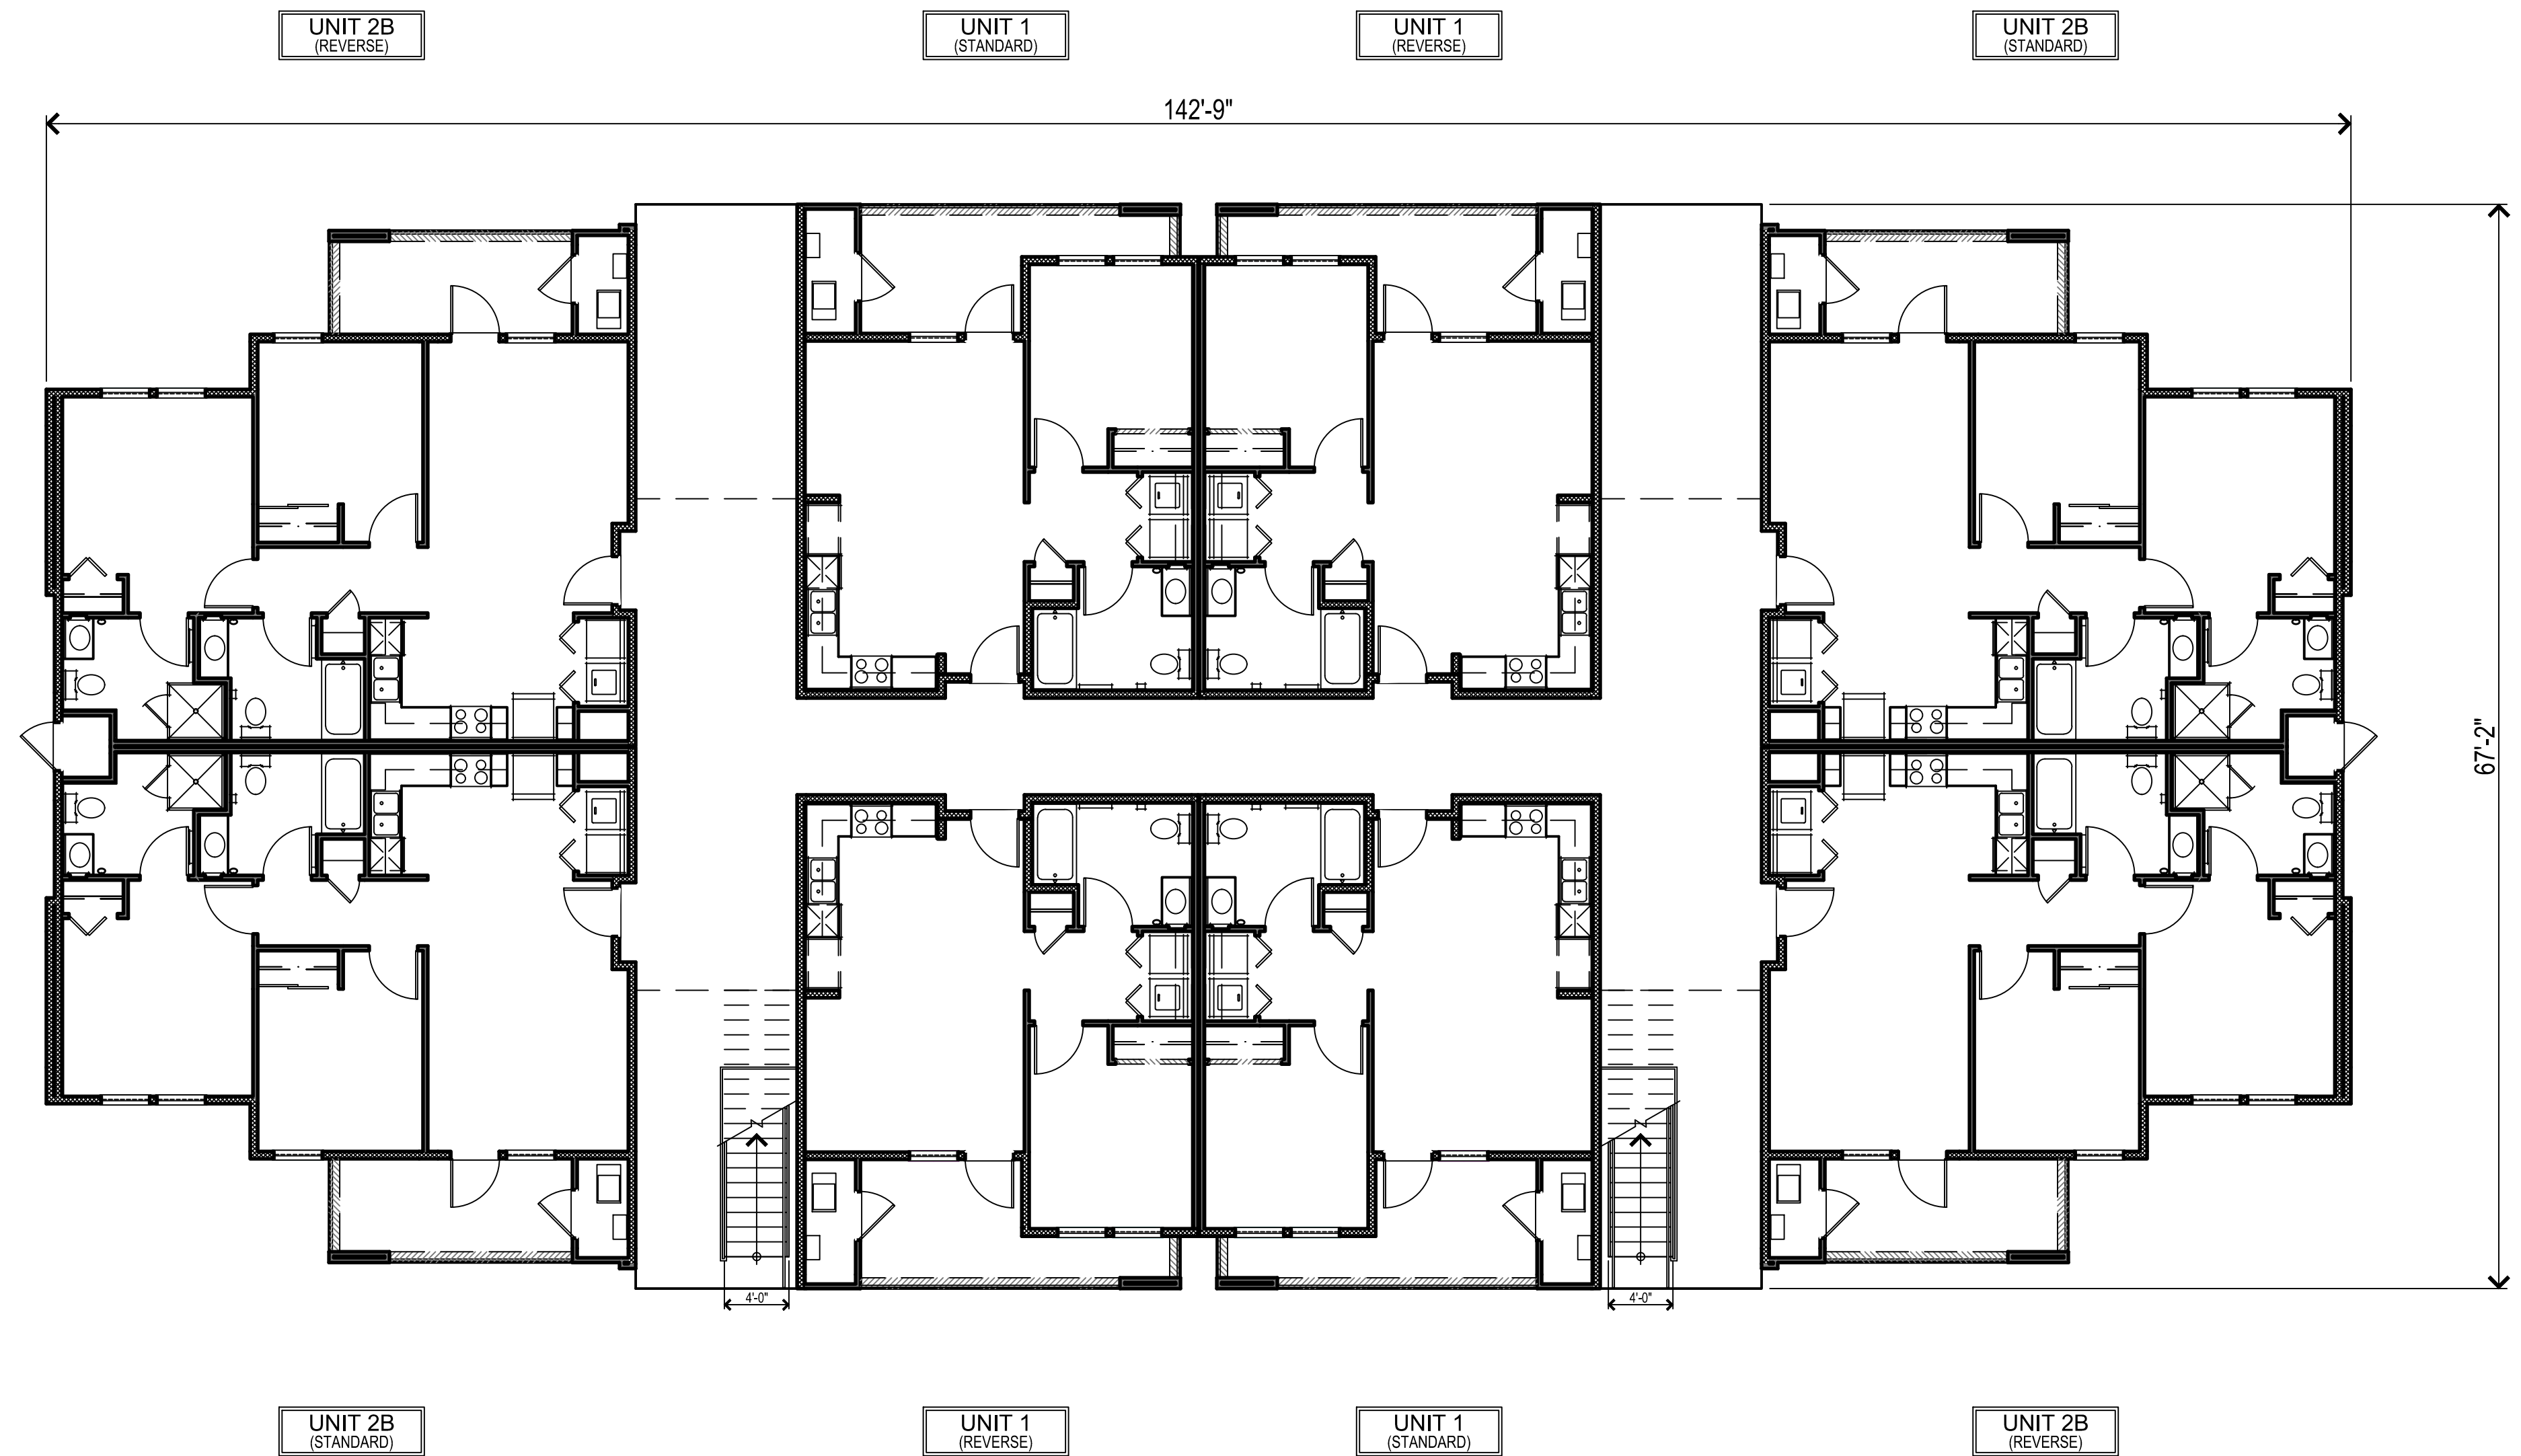 UNIT 2B
(REVERSE)
UNIT 1
(STANDARD)
UNIT 1
(REVERSE)
UNIT 2B
(STANDARD)
142'-9"
67'-2"
4'-0"
4'-0"
UNIT 2B
(STANDARD)
UNIT 1
(REVERSE)
UNIT 1
(STANDARD)
UNIT 2B
(REVERSE)